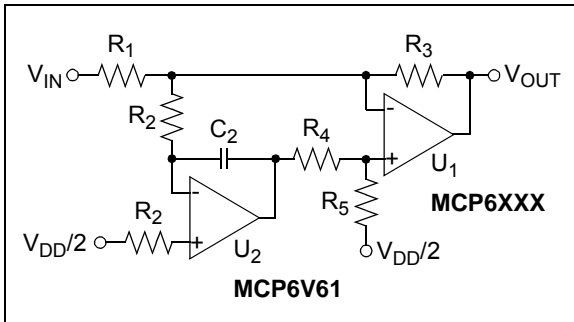 R1
R3
VIN
VOUT
R2
C2
R4
-
-
+
U1
R5
MCP6XXX
R2
VDD/2
+
U2
VDD/2
MCP6V61